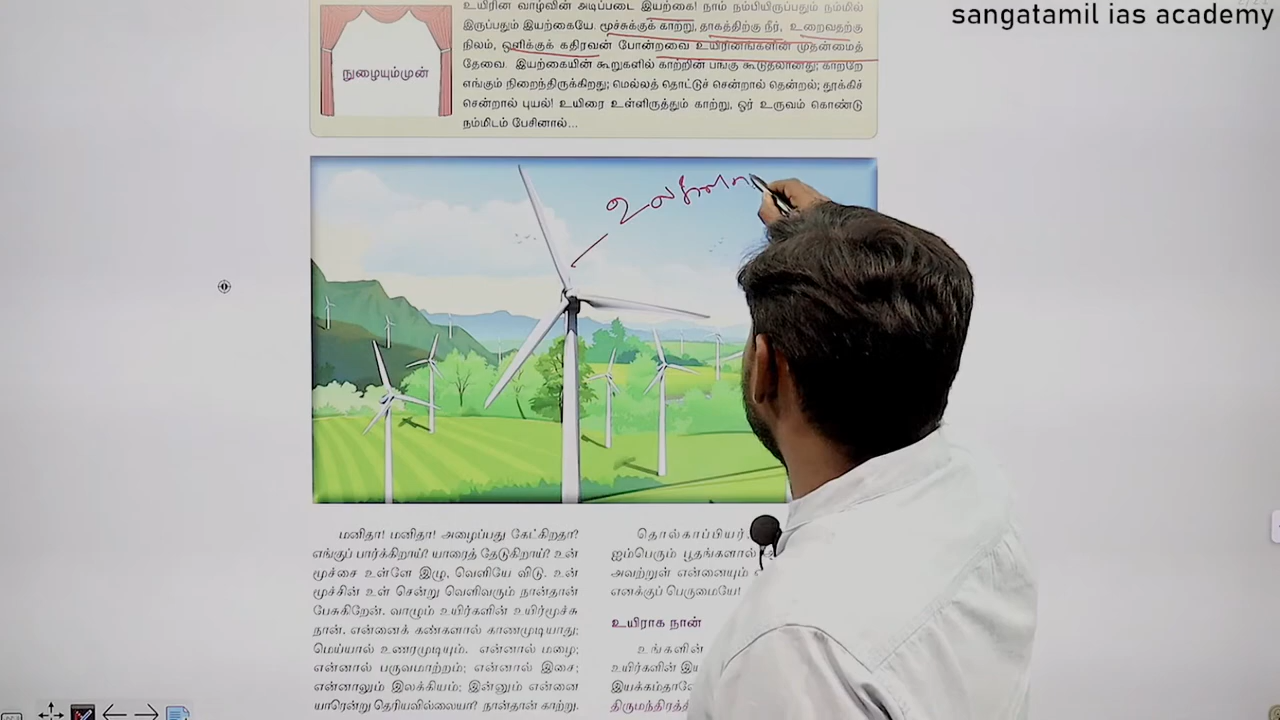 sangatamil ias academy
உயிரின வாழ்வின் அடிப்படை இயற்கை! நாம் நம்பியிருப்பதும் நம்மில்
இருப்பதும் இயற்கையே. மூச்சுக்குக் காற்று, தாகத்திற்கு நீர், உறைவதற்கு
நிலம், ஒளிக்குக் கதிரவன் போன்றவை உயிரினங்களின் முதன்மைத்
தேவை. இயற்கையின் கூறுகளில் காற்றின் பங்கு கூடுதலானது; காற்றே
எங்கும் நிறைந்திருக்கிறது; மெல்லத் தொட்டுச் சென்றால் தென்றல்; தூக்கிச்
சென்றால் புயல்! உயிரை உள்ளிருத்தும் காற்று, ஓர் உருவம் கொண்டு
நம்மிடம் பேசினால்...
நுழையும்முன்
மனிதா! மனிதா! அழைப்பது கேட்கிறதா?
எங்குப் பார்க்கிறாய்? யாரைத் தேடுகிறாய்? உன்
மூச்சை உள்ளே இழு, வெளியே விடு. உன்
மூச்சின் உள் சென்று வெளிவரும் நான்தான்
பேசுகிறேன். வாழும் உயிர்களின் உயிர்மூச்சு
நான். என்னைக் கண்களால் காணமுடியாது;
மெய்யால் உணரமுடியும். என்னால் மழை;
என்னால் பருவமாற்றம்; என்னால் இசை;
என்னாலும் இலக்கியம்; இன்னும் என்னை
யாரென்று தெரியவில்லையா? நான்தான் காற்று.
தொல்காப்பியர்.
ஐம்பெரும் பூதங்களால்
அவற்றுள் என்னையும்
எனக்குப் பெருமையே!
உயிராக நான்
உங்களின்
உயிர்களின்